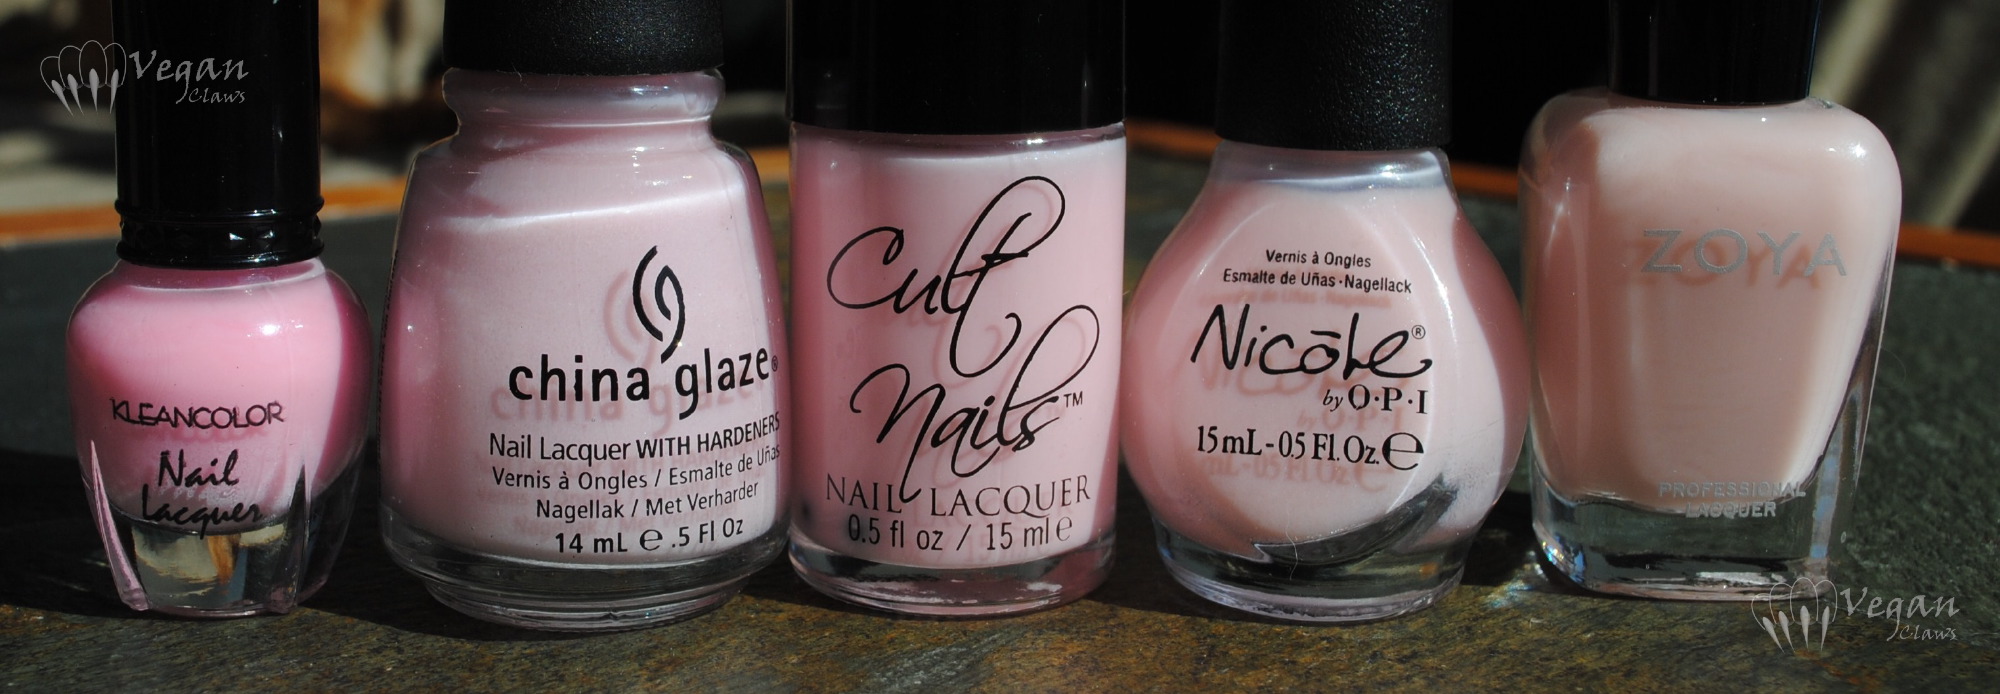 Vegan
Claws
KLEANCOLOR
Nail
Lacquer
china glaze®
Nail Lacquer WITH HARDENERS
Vernis à Ongles / Esmalte de Uñas
Nagellak / Met Verharder
14 mL ℮ .5 Fl Oz
Cult
Nails™
NAIL LACQUER
0.5 fl oz / 15 ml ℮
Vernis à Ongles
Esmalte de Uñas·Nagellack
Nicole®
by O·P·I
15 mL - 0.5 Fl. Oz. ℮
ZOYA
PROFESSIONAL
LACQUER
Vegan
Claws